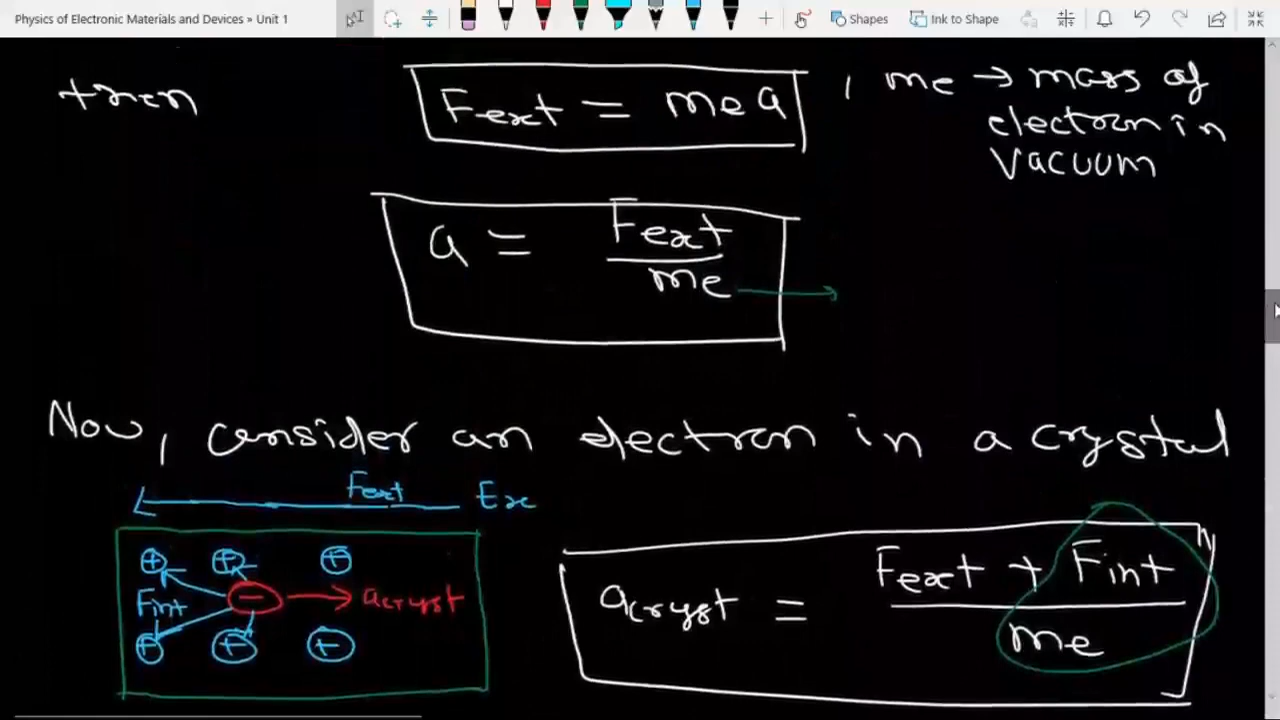 Physics of Electronic Materials and Devices » Unit 1
Shapes
Ink to Shape
then
Fext = me a , me → mass of
electron in
vacuum
a = Fext / me →
Now, consider an electron in a crystal
Fext Ex
acryst = Fext + Fint / me
+ + +
Fint − → acryst
+ + +